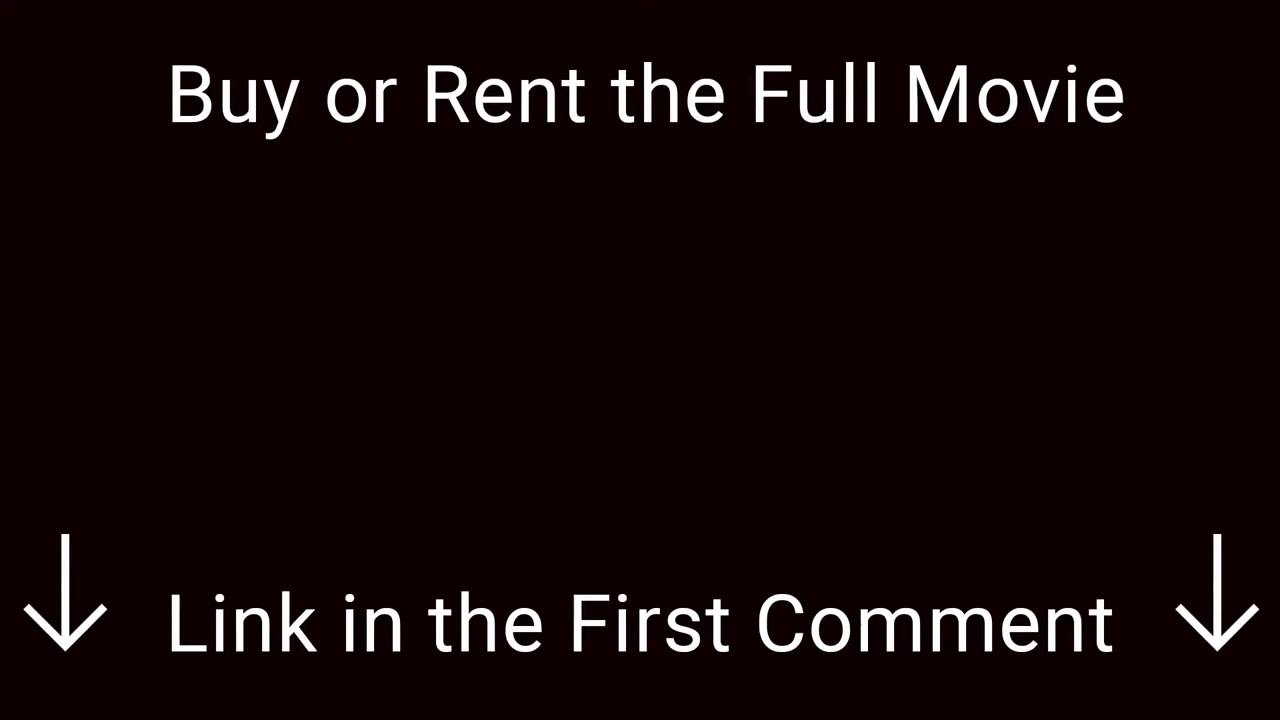 Buy or Rent the Full Movie
Link in the First Comment